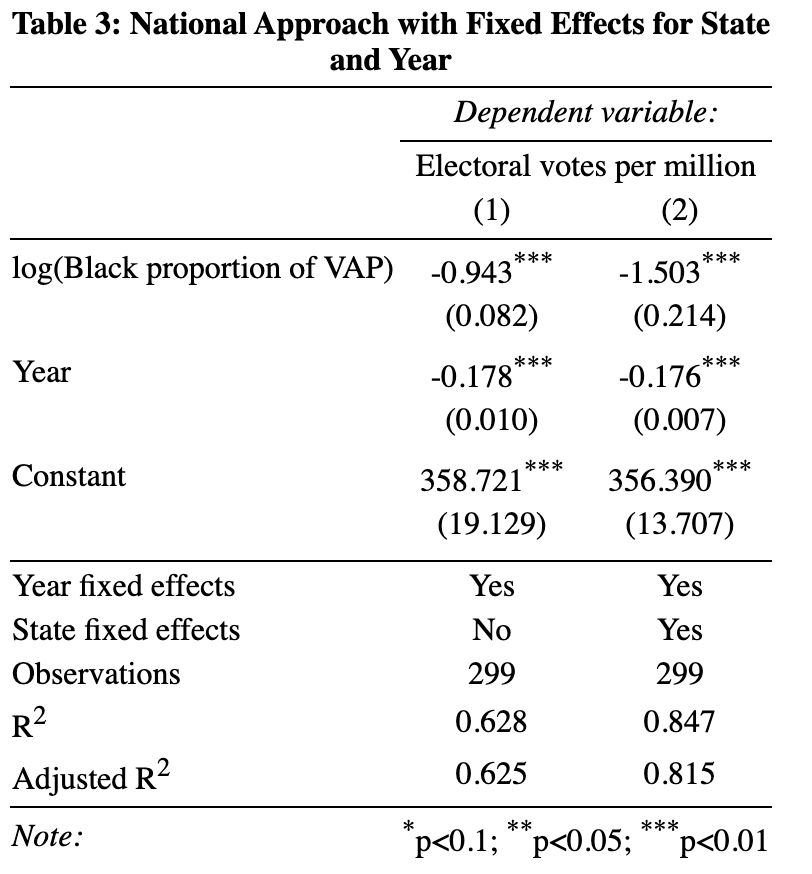 Table 3: National Approach with Fixed Effects for State
and Year
Dependent variable:
Electoral votes per million
(1) (2)
log(Black proportion of VAP) -0.943*** -1.503***
(0.082) (0.214)
Year -0.178*** -0.176***
(0.010) (0.007)
Constant 358.721*** 356.390***
(19.129) (13.707)
Year fixed effects Yes Yes
State fixed effects No Yes
Observations 299 299
R2 0.628 0.847
Adjusted R2 0.625 0.815
Note: *p<0.1; **p<0.05; ***p<0.01